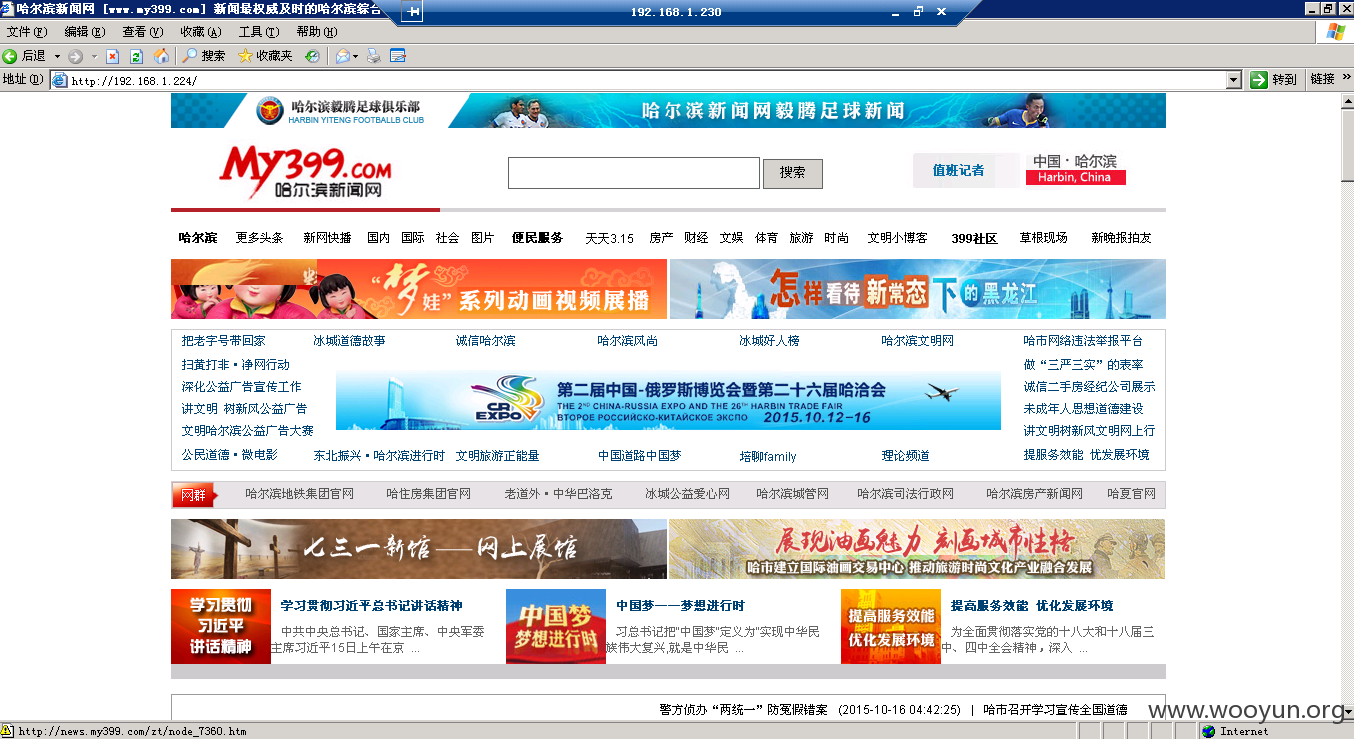 哈尔滨新闻网 [www.my399.com] 新闻最权威及时的哈尔滨综合
192.168.1.230
文件(F) 编辑(E) 查看(V) 收藏(A) 工具(T) 帮助(H)
后退 搜索 收藏夹
地址(D) http://192.168.1.224/ 转到 链接 »
哈尔滨毅腾足球俱乐部
HARBIN YITENG FOOTBALLB CLUB
哈尔滨新闻网毅腾足球新闻
My399.com
哈尔滨新闻网
搜索
值班记者
中国·哈尔滨
Harbin, China
哈尔滨 更多头条 新网快播 国内 国际 社会 图片 便民服务 天天3.15 房产 财经 文娱 体育 旅游 时尚 文明小博客 399社区 草根现场 新晚报拍友
“梦娃”系列动画视频展播
怎样看待新常态下的黑龙江
把老字号带回家 冰城道德故事 诚信哈尔滨 哈尔滨风尚 冰城好人榜 哈尔滨文明网 哈市网络违法举报平台
扫黄打非·净网行动 做“三严三实”的表率
深化公益广告宣传工作 诚信二手房经纪公司展示
讲文明 树新风公益广告 未成年人思想道德建设
文明哈尔滨公益广告大赛 讲文明树新风文明网上行
CR EXPO
第二届中国-俄罗斯博览会暨第二十六届哈洽会
THE 2ND CHINA-RUSSIA EXPO AND THE 26TH HARBIN TRADE FAIR
ВТОРОЕ РОССИЙСКО-КИТАЙСКОЕ ЭКСПО 2015.10.12-16
公民道德·微电影 东北振兴·哈尔滨进行时 文明旅游正能量 中国道路中国梦 培聊family 理论频道 提服务效能 优发展环境
网群 哈尔滨地铁集团官网 哈住房集团官网 老道外·中华巴洛克 冰城公益爱心网 哈尔滨城管网 哈尔滨司法行政网 哈尔滨房产新闻网 哈夏官网
七三一新馆——网上展馆
展现油画魅力 刻画城市性格
哈市建立国际油画交易中心 推动旅游时尚文化产业融合发展
学习贯彻
习近平
讲话精神
学习贯彻习近平总书记讲话精神
中共中央总书记、国家主席、中央军委
主席习近平15日上午在京 ...
中国梦
梦想进行时
中国梦——梦想进行时
习总书记把"中国梦"定义为"实现中华民
族伟大复兴,就是中华民 ...
提高服务效能
优化发展环境
提高服务效能 优化发展环境
为全面贯彻落实党的十八大和十八届三
中、四中全会精神，深入 ...
警方侦办“两统一”防冤假错案 (2015-10-16 04:42:25) | 哈市召开学习宣传全国道德
www.wooyun.org
http://news.my399.com/zt/node_7360.htm
Internet